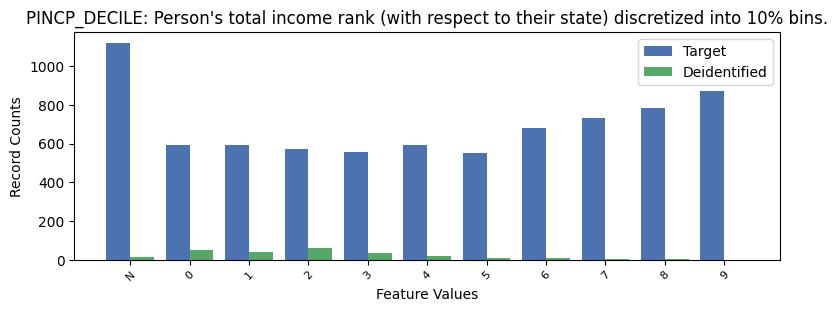 PINCP_DECILE: Person's total income rank (with respect to their state) discretized into 10% bins.
Target
Deidentified
Record Counts
1000
800
600
400
200
0
N 0 1 2 3 4 5 6 7 8 9
Feature Values